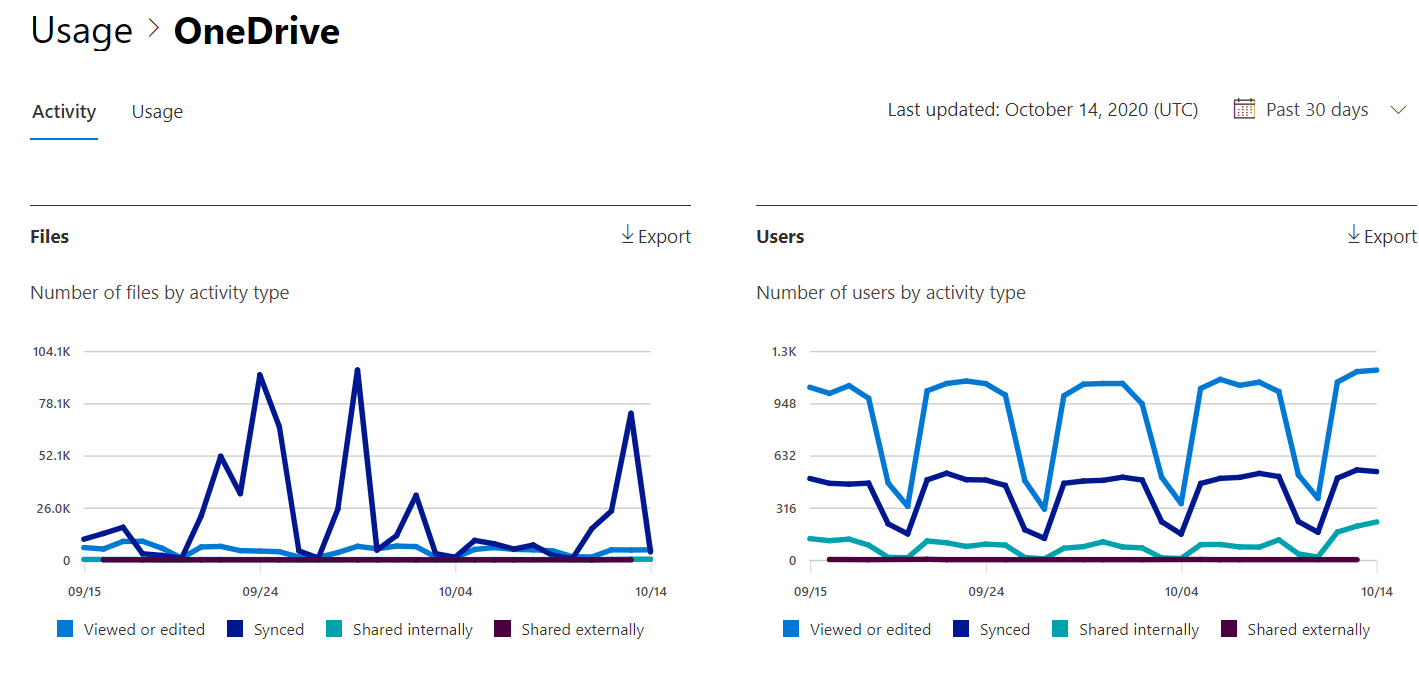 Usage > OneDrive
Activity Usage
Last updated: October 14, 2020 (UTC) Past 30 days
Files Export
Number of files by activity type
104.1K
78.1K
52.1K
26.0K
0
09/15 09/24 10/04 10/14
Viewed or edited Synced Shared internally Shared externally
Users Export
Number of users by activity type
1.3K
948
632
316
0
09/15 09/24 10/04 10/14
Viewed or edited Synced Shared internally Shared externally